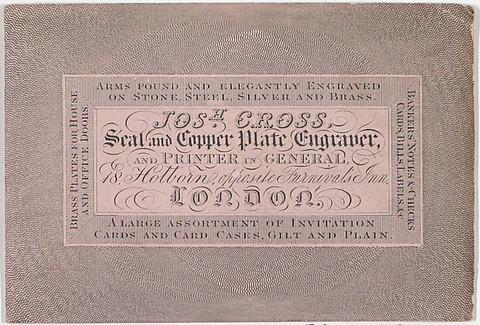 Arms found and elegantly Engraved
on Stone, Steel, Silver and Brass.
Brass Plates for House
and Office Doors.
Josh. Cross,
Seal and Copper Plate Engraver,
and Printer in General,
18, Holborn, opposite Furnival's Inn,
London.
Bankers Notes & Checks
Cards, Bills, Labels, &c.
A large assortment of Invitation
Cards and Card Cases, Gilt and Plain.